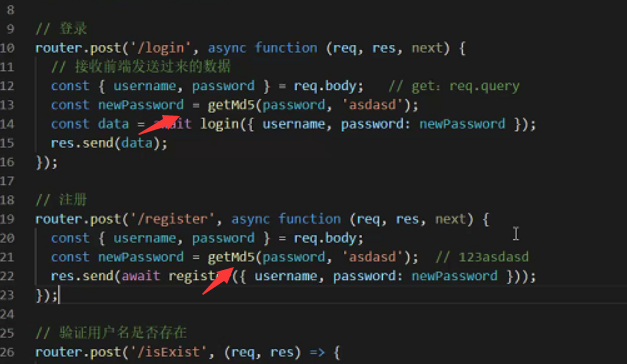 8
9 // 登录
10 router.post('/login', async function (req, res, next) {
11 // 接收前端发送过来的数据
12 const { username, password } = req.body; // get: req.query
13 const newPassword = getMd5(password, 'asdasd');
14 const data = await login({ username, password: newPassword });
15 res.send(data);
16 });
17
18 // 注册
19 router.post('/register', async function (req, res, next) {
20 const { username, password } = req.body;
21 const newPassword = getMd5(password, 'asdasd'); // 123asdasd
22 res.send(await register({ username, password: newPassword }));
23 });
24
25 // 验证用户名是否存在
26 router.post('/isExist', (req, res) => {